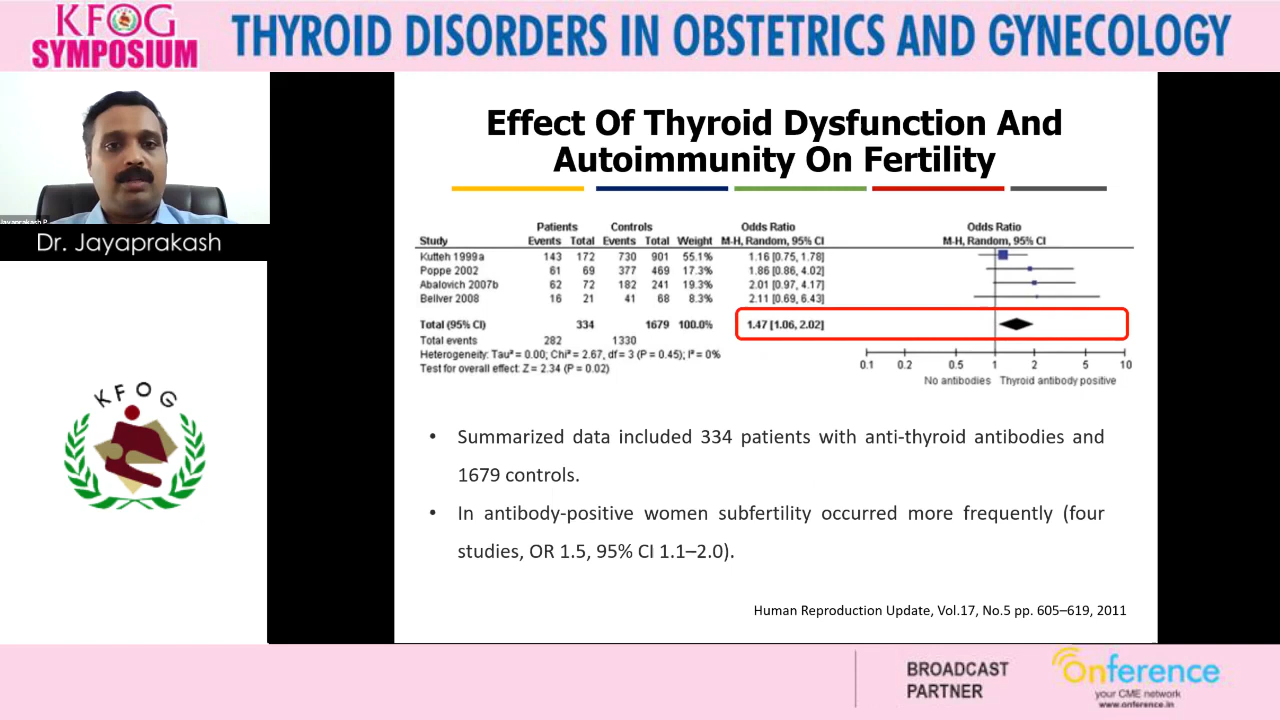 KFOG
SYMPOSIUM
THYROID DISORDERS IN OBSTETRICS AND GYNECOLOGY
Jayaprakash P
Dr. Jayaprakash
KFOG
Effect Of Thyroid Dysfunction And
Autoimmunity On Fertility
Patients Controls Odds Ratio Odds Ratio
Study Events Total Events Total Weight M-H, Random, 95% CI M-H, Random, 95% CI
Kutteh 1999a 143 172 730 901 55.1% 1.16 [0.75, 1.78]
Poppe 2002 61 69 377 469 17.3% 1.86 [0.86, 4.02]
Abalovich 2007b 62 72 182 241 19.3% 2.01 [0.97, 4.17]
Bellver 2008 16 21 41 68 8.3% 2.11 [0.69, 6.43]
Total (95% CI) 334 1679 100.0% 1.47 [1.06, 2.02]
Total events 282 1330
Heterogeneity: Tau² = 0.00; Chi² = 2.67, df = 3 (P = 0.45); I² = 0%
Test for overall effect: Z = 2.34 (P = 0.02)
0.1 0.2 0.5 1 2 5 10
No antibodies Thyroid antibody positive
• Summarized data included 334 patients with anti-thyroid antibodies and
1679 controls.
• In antibody-positive women subfertility occurred more frequently (four
studies, OR 1.5, 95% CI 1.1–2.0).
Human Reproduction Update, Vol.17, No.5 pp. 605–619, 2011
BROADCAST
PARTNER
Onference
your CME network
www.onference.in